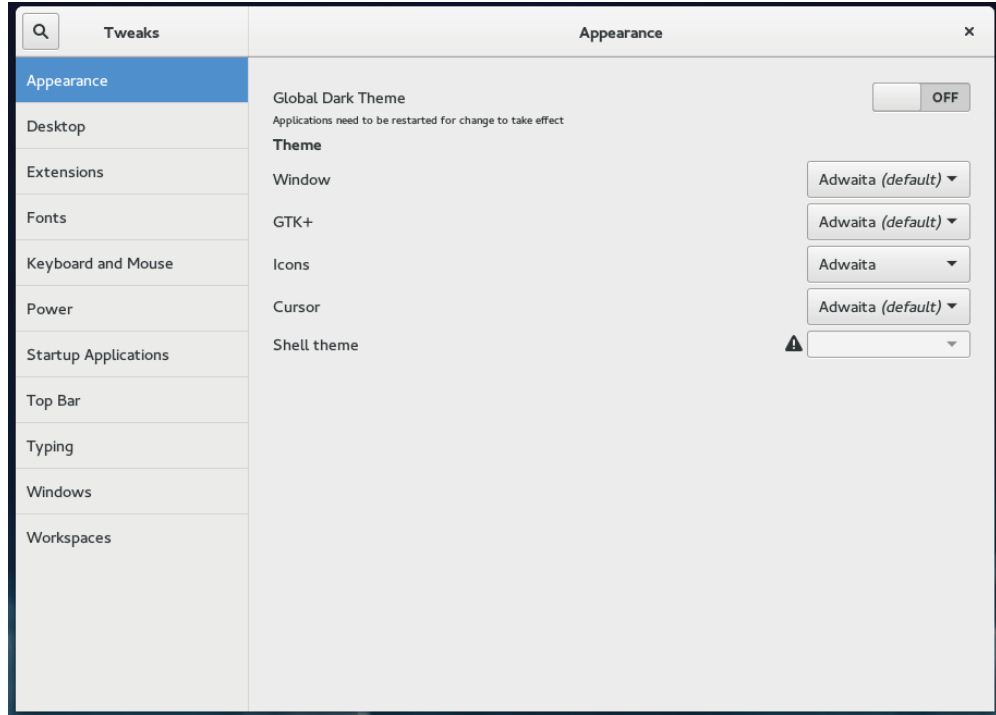 Tweaks
Appearance
Appearance
Desktop
Extensions
Fonts
Keyboard and Mouse
Power
Startup Applications
Top Bar
Typing
Windows
Workspaces
Global Dark Theme
OFF
Applications need to be restarted for change to take effect
Theme
Window
Adwaita (default)
GTK+
Adwaita (default)
Icons
Adwaita
Cursor
Adwaita (default)
Shell theme